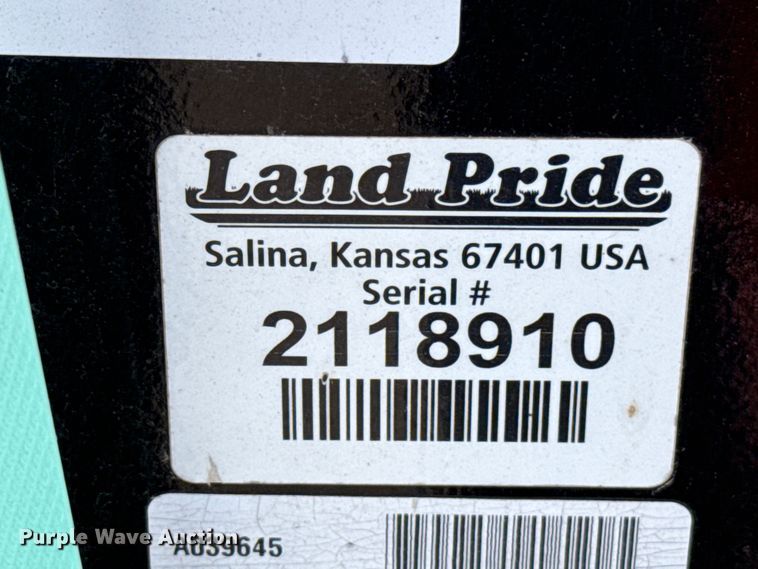 Land Pride
Salina, Kansas 67401 USA
Serial #
2118910
A039645
Purple Wave Auction